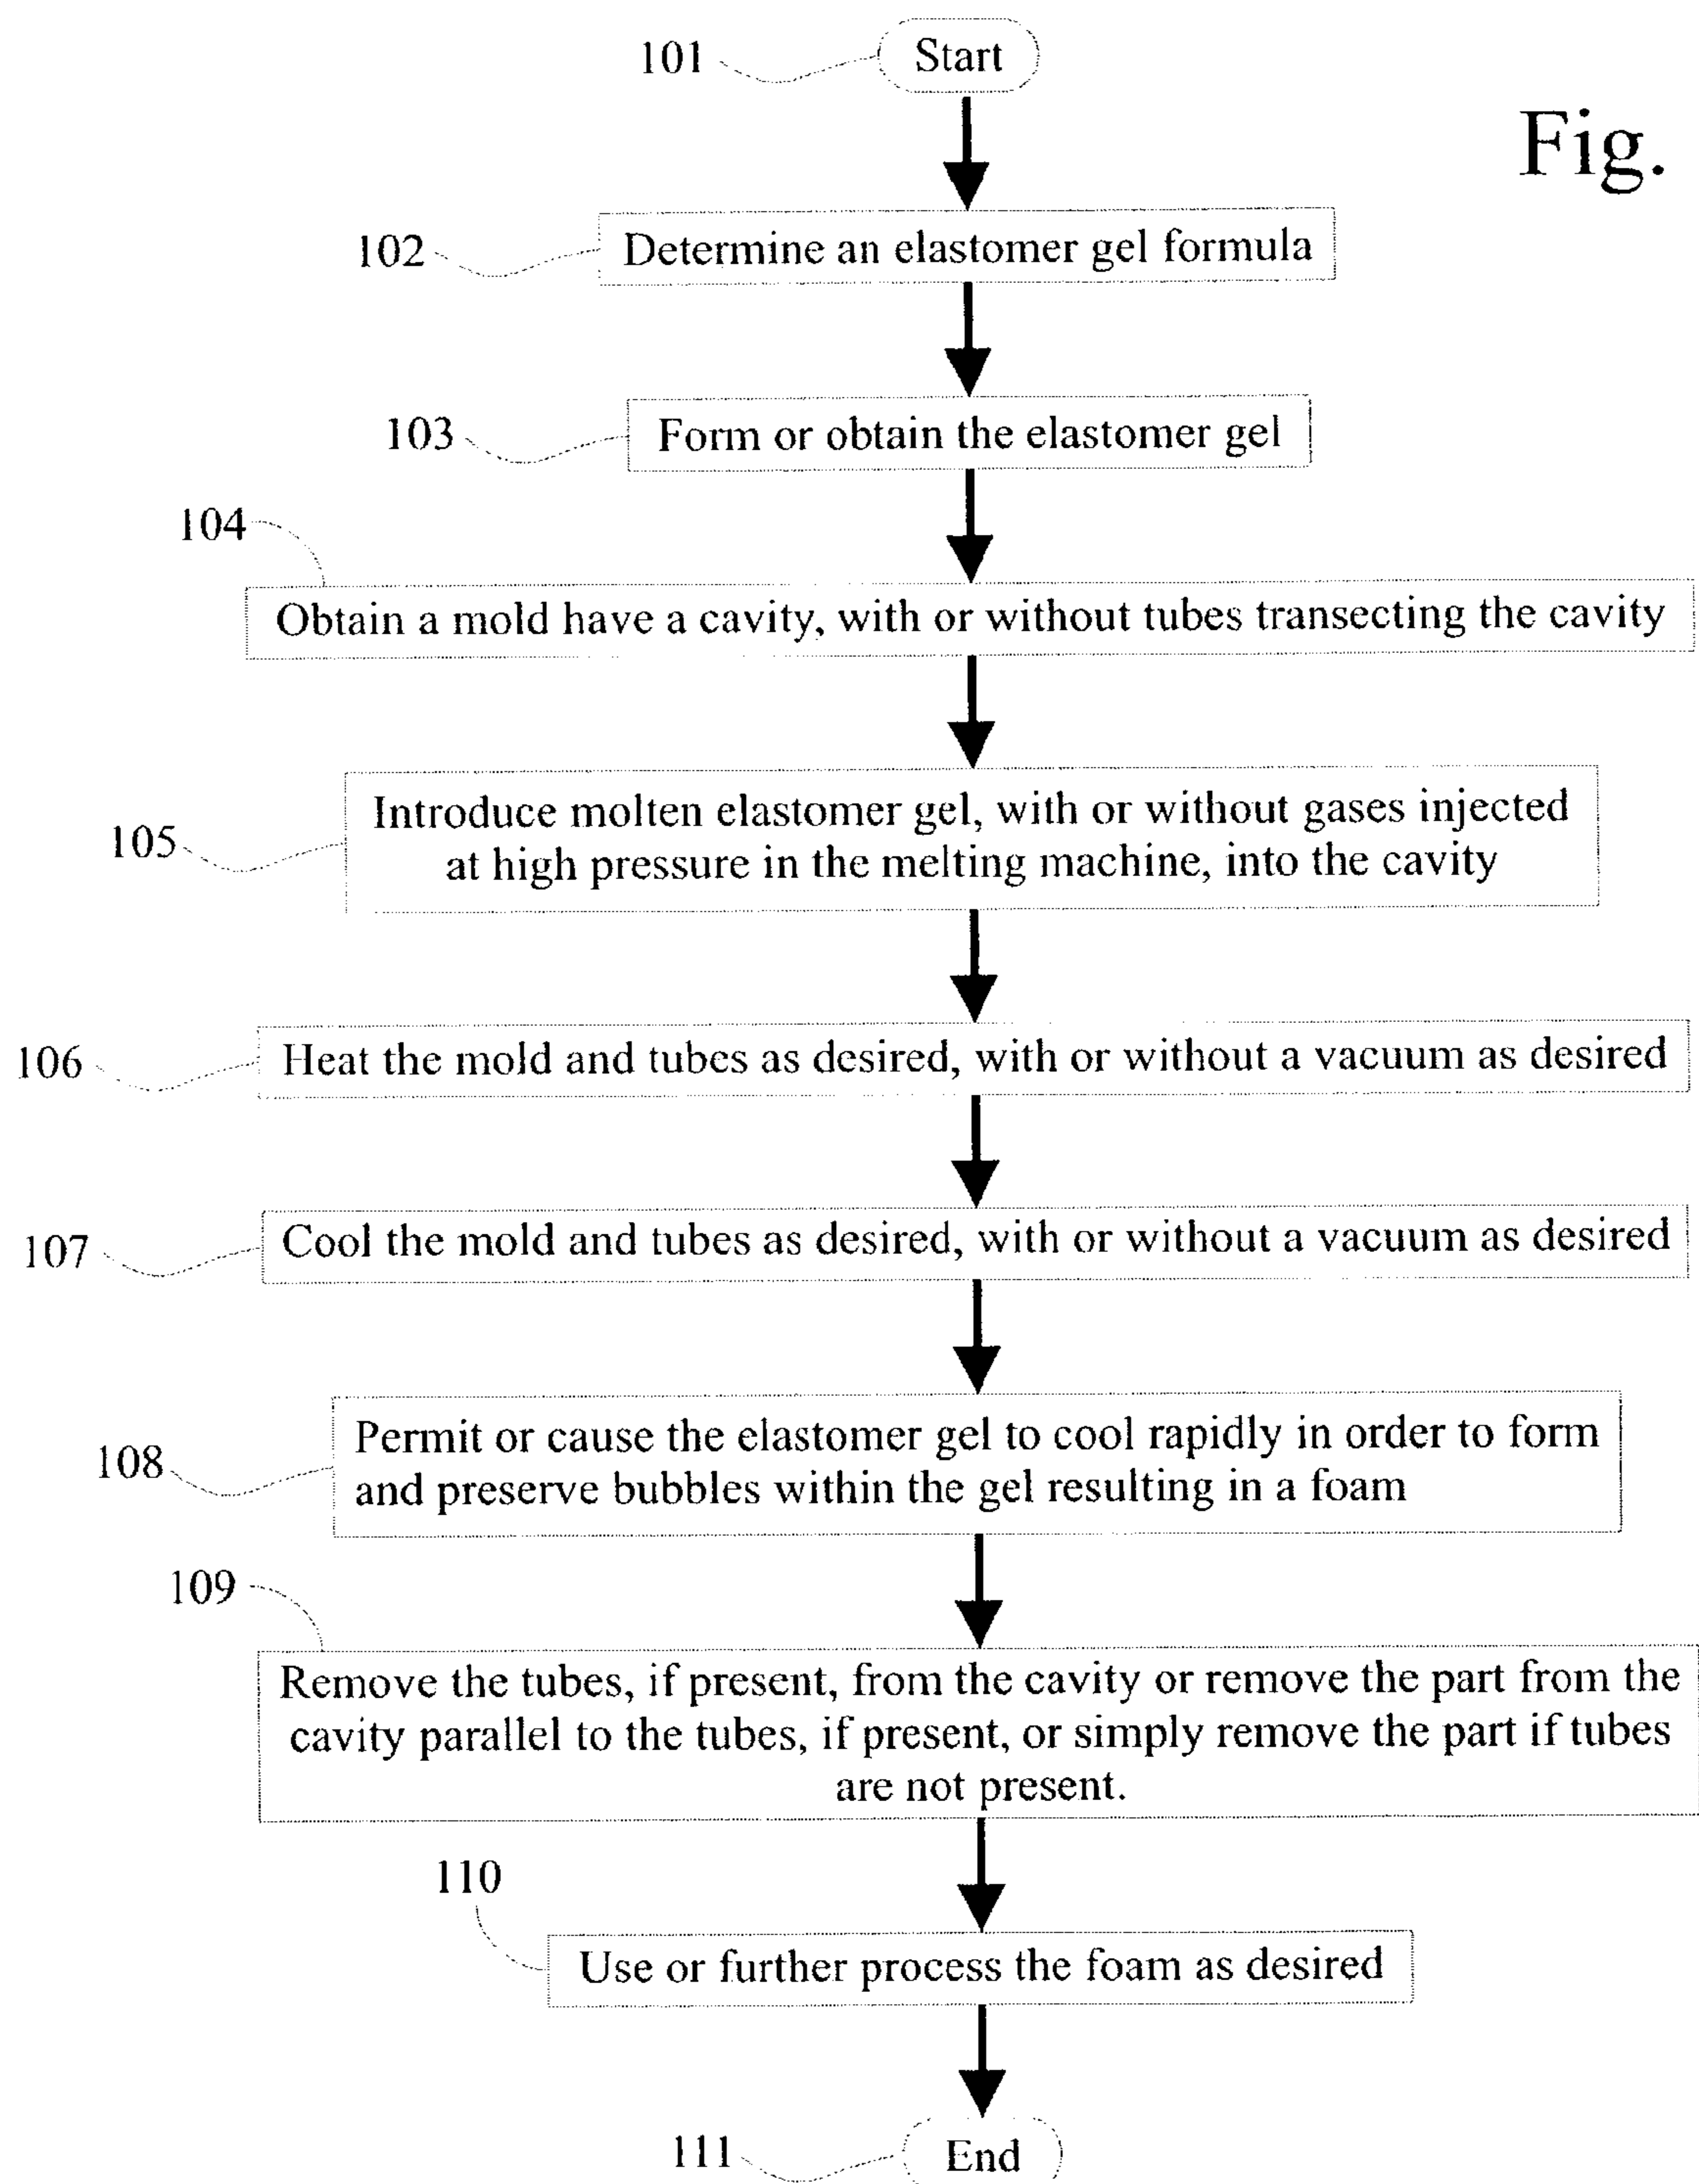 101
Start
Fig.
102
Determine an elastomer gel formula
103
Form or obtain the elastomer gel
104
Obtain a mold have a cavity, with or without tubes transecting the cavity
105
Introduce molten elastomer gel, with or without gases injected
at high pressure in the melting machine, into the cavity
106
Heat the mold and tubes as desired, with or without a vacuum as desired
107
Cool the mold and tubes as desired, with or without a vacuum as desired
108
Permit or cause the elastomer gel to cool rapidly in order to form
and preserve bubbles within the gel resulting in a foam
109
Remove the tubes, if present, from the cavity or remove the part from the
cavity parallel to the tubes, if present, or simply remove the part if tubes
are not present.
110
Use or further process the foam as desired
111
End